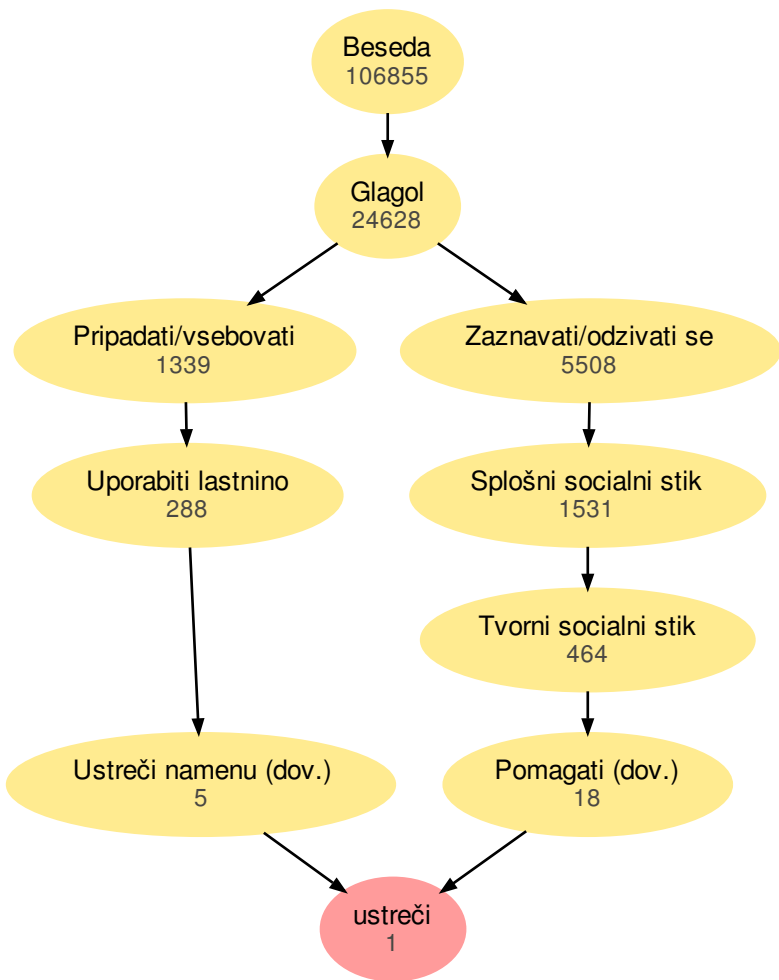 Beseda
106855
Glagol
24628
Pripadati/vsebovati
1339
Zaznavati/odzivati se
5508
Uporabiti lastnino
288
Splošni socialni stik
1531
Tvorni socialni stik
464
Ustreči namenu (dov.)
5
Pomagati (dov.)
18
ustreči
1